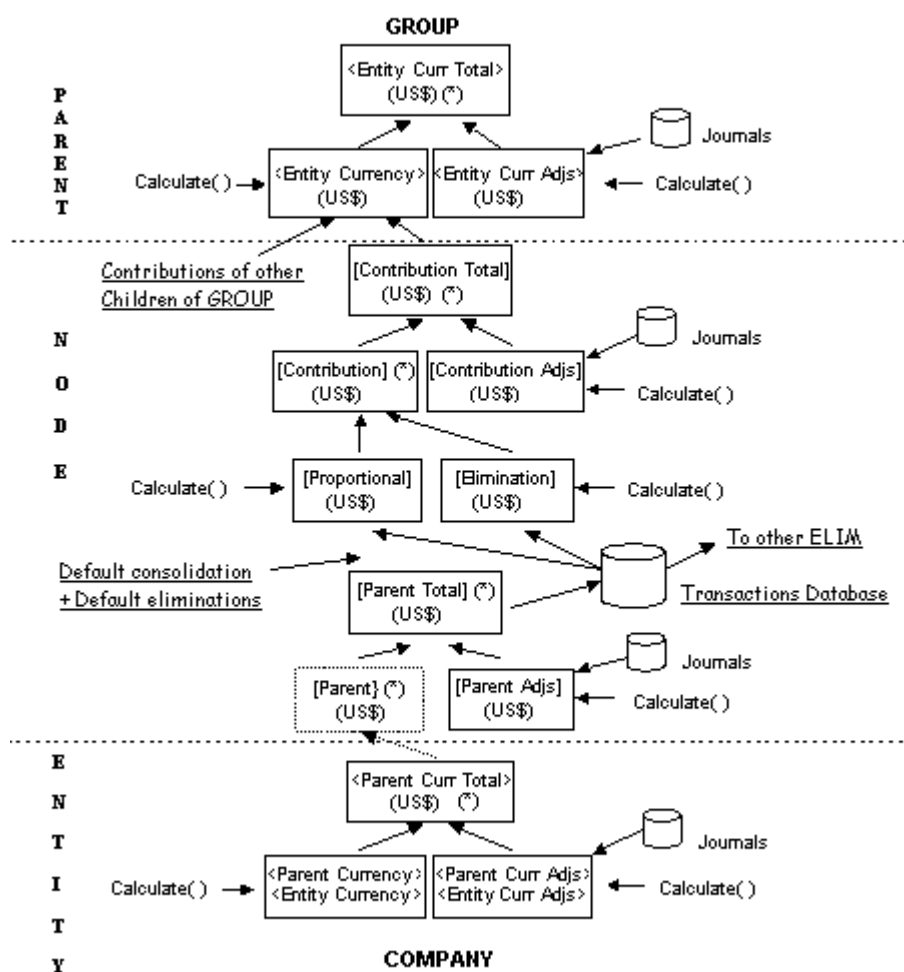 GROUP
<Entity Curr Total>
(US$) (*)
P
A
R
E
N
T
Journals
<Entity Currency>
(US$)
<Entity Curr Adjs>
(US$)
Calculate( )
Calculate( )
Contributions of other
Children of GROUP
[Contribution Total]
(US$) (*)
N
O
D
E
Journals
[Contribution] (*)
(US$)
[Contribution Adjs]
(US$)
Calculate( )
Calculate( )
[Proportional]
(US$)
[Elimination]
(US$)
Calculate( )
To other ELIM
Default consolidation
+ Default eliminations
[Parent Total] (*)
(US$)
Transactions Database
Journals
[Parent} (*)
(US$)
[Parent Adjs]
(US$)
Calculate( )
E
N
T
I
T
Y
<Parent Curr Total>
(US$) (*)
Journals
Calculate( )
<Parent Currency>
<Entity Currency>
<Parent Curr Adjs>
<Entity Curr Adjs>
Calculate( )
COMPANY